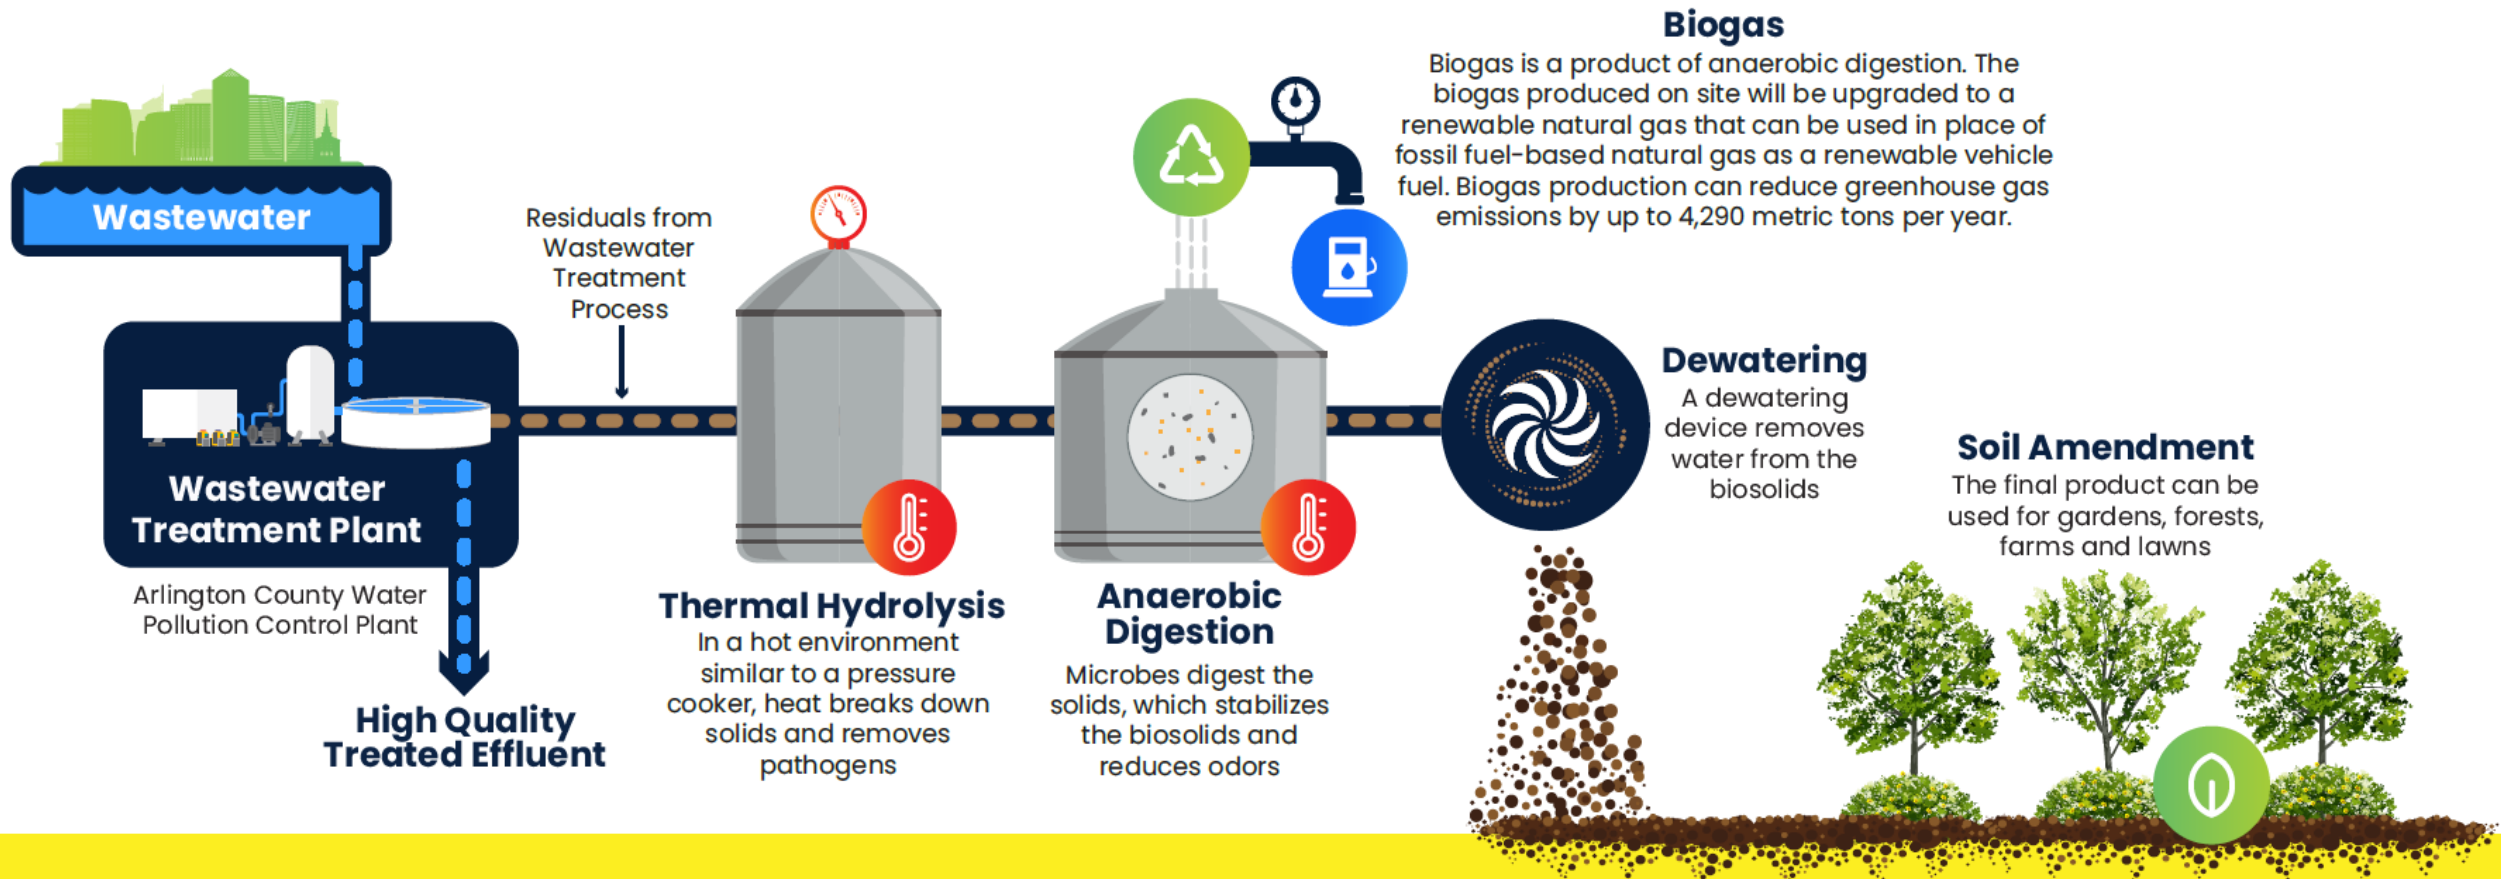 Wastewater
Wastewater
Treatment Plant
Arlington County Water
Pollution Control Plant
High Quality
Treated Effluent
Residuals from
Wastewater
Treatment
Process
Thermal Hydrolysis
In a hot environment
similar to a pressure
cooker, heat breaks down
solids and removes
pathogens
Anaerobic
Digestion
Microbes digest the
solids, which stabilizes
the biosolids and
reduces odors
Biogas
Biogas is a product of anaerobic digestion. The
biogas produced on site will be upgraded to a
renewable natural gas that can be used in place of
fossil fuel-based natural gas as a renewable vehicle
fuel. Biogas production can reduce greenhouse gas
emissions by up to 4,290 metric tons per year.
Dewatering
A dewatering
device removes
water from the
biosolids
Soil Amendment
The final product can be
used for gardens, forests,
farms and lawns